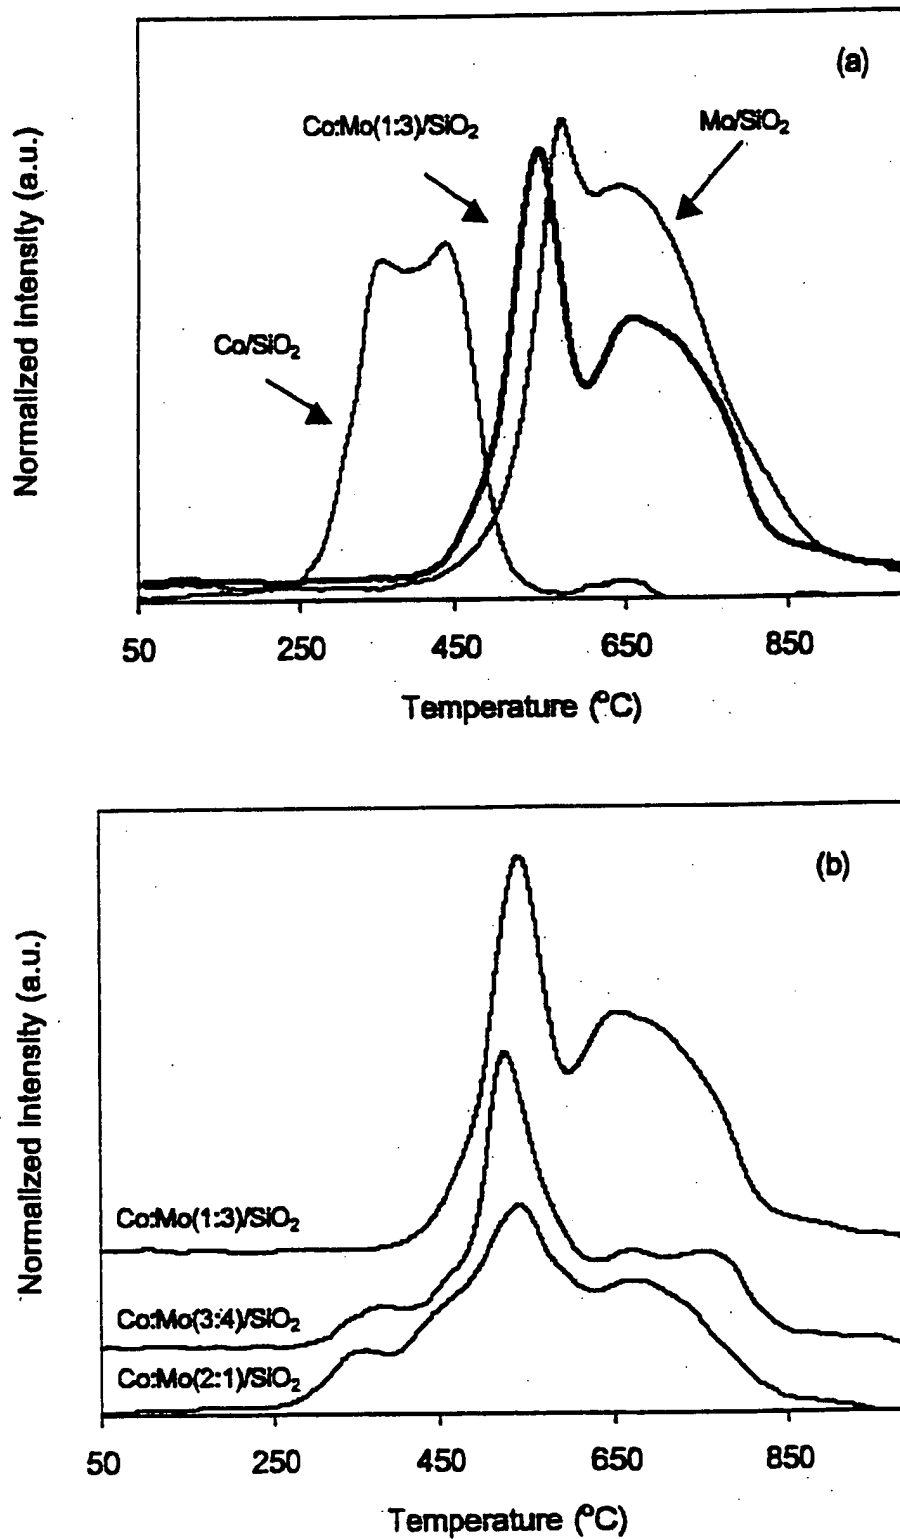 (a)
Co:Mo(1:3)/SiO₂
Mo/SiO₂
Co/SiO₂
Normalized Intensity (a.u.)
50 250 450 650 850
Temperature (°C)
(b)
Normalized Intensity (a.u.)
Co:Mo(1:3)/SiO₂
Co:Mo(3:4)/SiO₂
Co:Mo(2:1)/SiO₂
50 250 450 650 850
Temperature (°C)